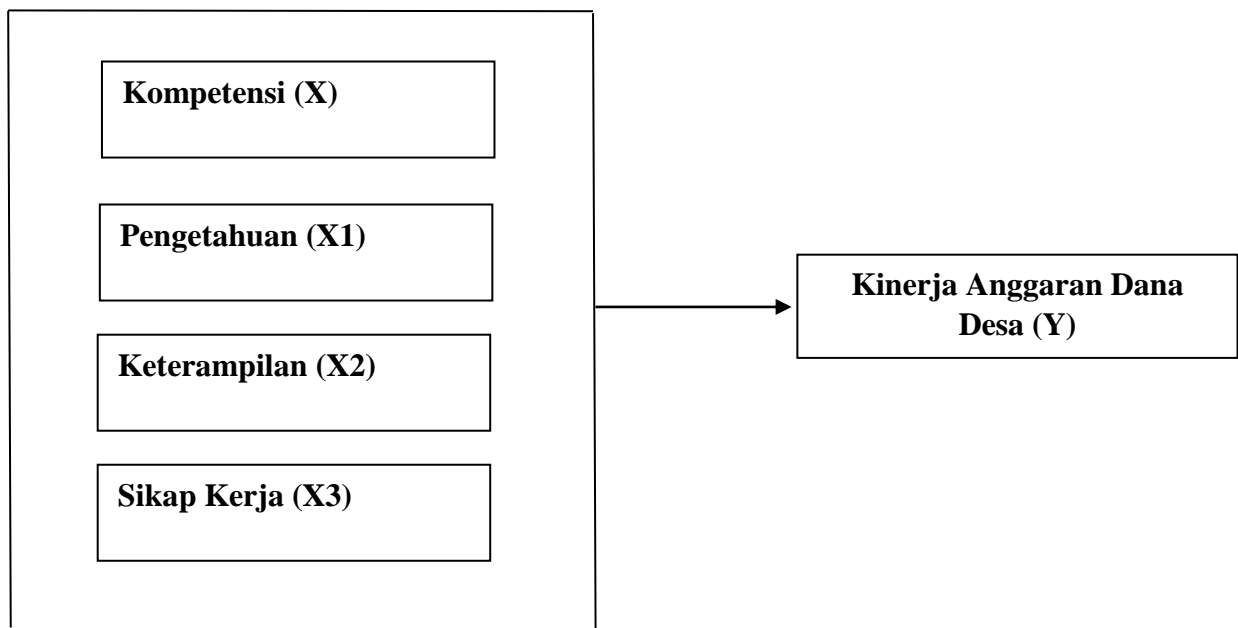 Kompetensi (X)
Pengetahuan (X1)
Keterampilan (X2)
Sikap Kerja (X3)
Kinerja Anggaran Dana
Desa (Y)